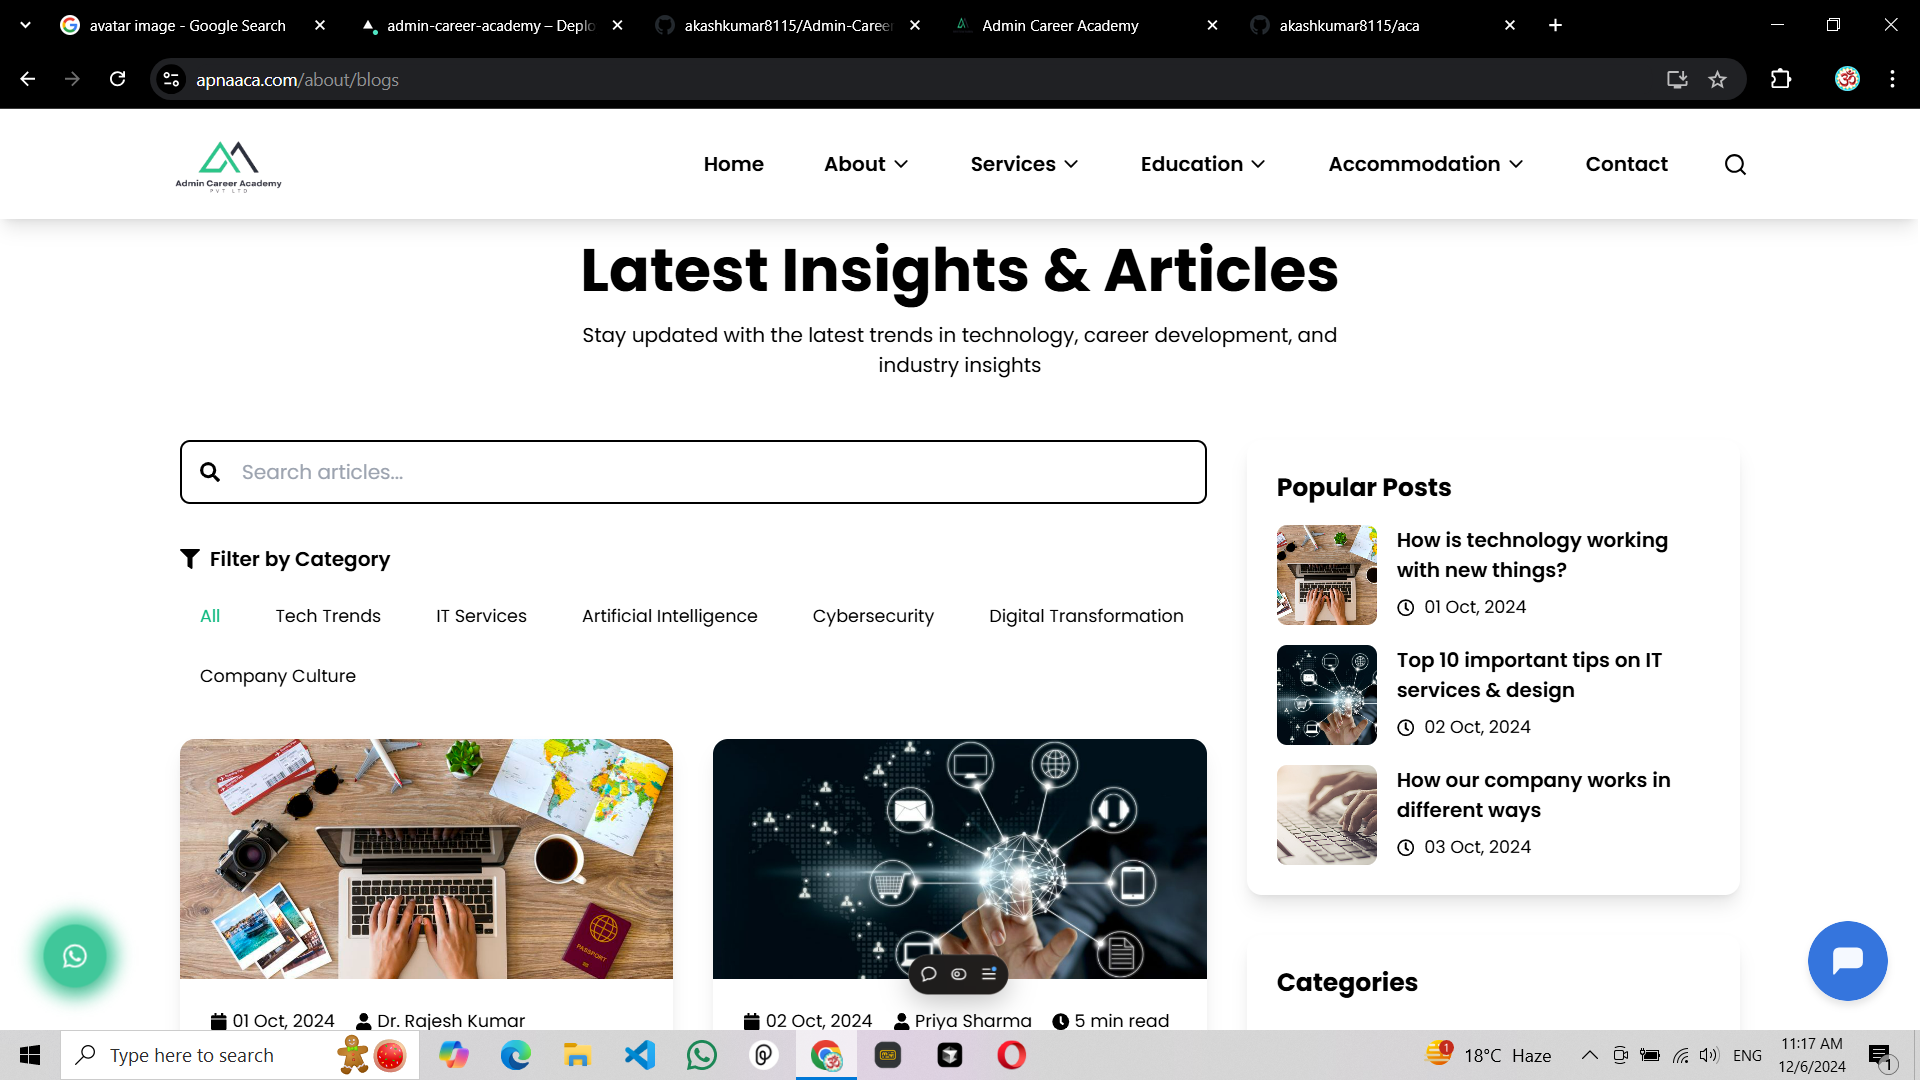 avatar image - Google Search
admin-career-academy – Deplo
akashkumar8115/Admin-Caree
Admin Career Academy
akashkumar8115/aca
apnaaca.com/about/blogs
Admin Career Academy
PVT LTD
Home
About
Services
Education
Accommodation
Contact
Latest Insights & Articles
Stay updated with the latest trends in technology, career development, and
industry insights
Search articles...
Filter by Category
All
Tech Trends
IT Services
Artificial Intelligence
Cybersecurity
Digital Transformation
Company Culture
Popular Posts
How is technology working
with new things?
01 Oct, 2024
Top 10 important tips on IT
services & design
02 Oct, 2024
How our company works in
different ways
03 Oct, 2024
PASSPORT
01 Oct, 2024
Dr. Rajesh Kumar
02 Oct, 2024
Priya Sharma
5 min read
Categories
Type here to search
1
18°C Haze
ENG
11:17 AM
12/6/2024
1